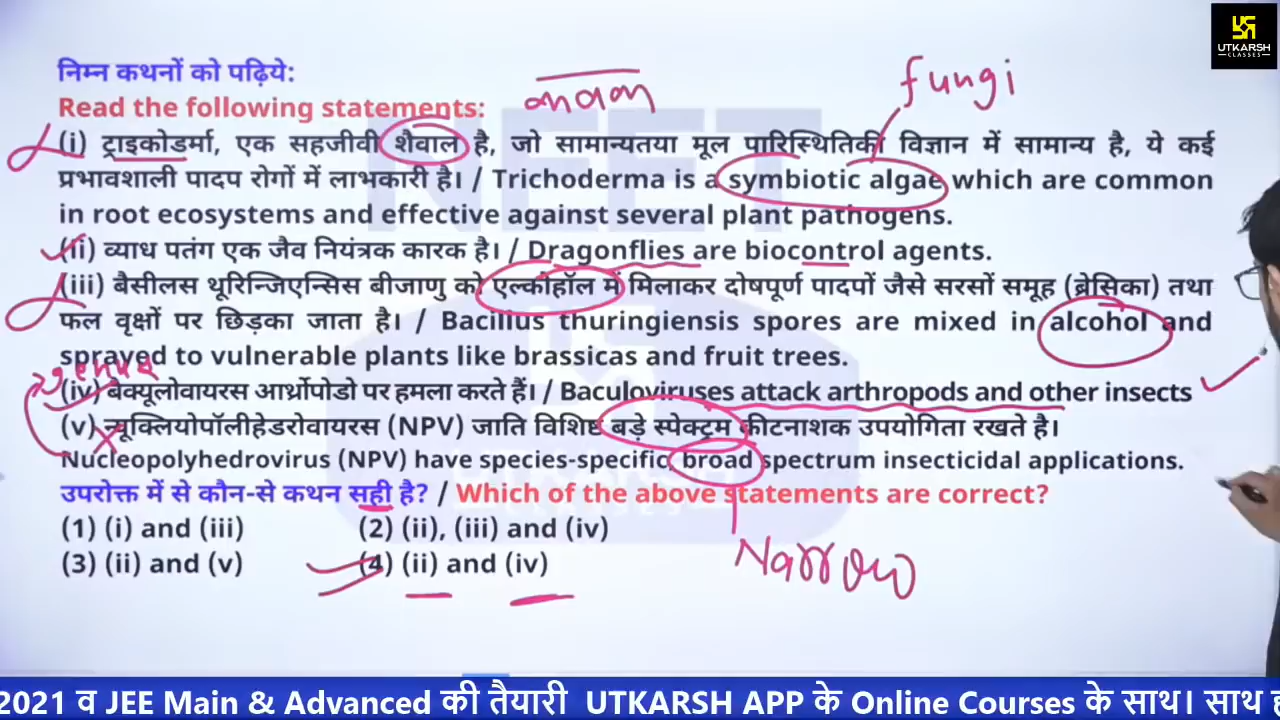 UTKARSH
CLASSES
निम्न कथनों को पढ़िये:
Read the following statements:
कवक
fungi
(i) ट्राइकोडर्मा, एक सहजीवी शैवाल है, जो सामान्यतया मूल पारिस्थितिकी विज्ञान में सामान्य है, ये कई
प्रभावशाली पादप रोगों में लाभकारी है। / Trichoderma is a symbiotic algae which are common
in root ecosystems and effective against several plant pathogens.
(ii) व्याध पतंग एक जैव नियंत्रक कारक है। / Dragonflies are biocontrol agents.
(iii) बैसीलस थूरिन्जिएन्सिस बीजाणु को एल्कोहॉल में मिलाकर दोषपूर्ण पादपों जैसे सरसों समूह (ब्रेसिका) तथा
फल वृक्षों पर छिड़का जाता है। / Bacillus thuringiensis spores are mixed in alcohol and
sprayed to vulnerable plants like brassicas and fruit trees.
genus
(iv) बैक्यूलोवायरस आर्थ्रोपोडो पर हमला करते हैं। / Baculoviruses attack arthropods and other insects
(v) न्यूक्लियोपॉलीहेडरोवायरस (NPV) जाति विशिष्ट बड़े स्पेक्ट्रम कीटनाशक उपयोगिता रखते है।
Nucleopolyhedrovirus (NPV) have species-specific, broad spectrum insecticidal applications.
उपरोक्त में से कौन-से कथन सही है? / Which of the above statements are correct?
(1) (i) and (iii) (2) (ii), (iii) and (iv)
(3) (ii) and (v) (4) (ii) and (iv)
Narrow
2021 व JEE Main & Advanced की तैयारी UTKARSH APP के Online Courses के साथ। साथ